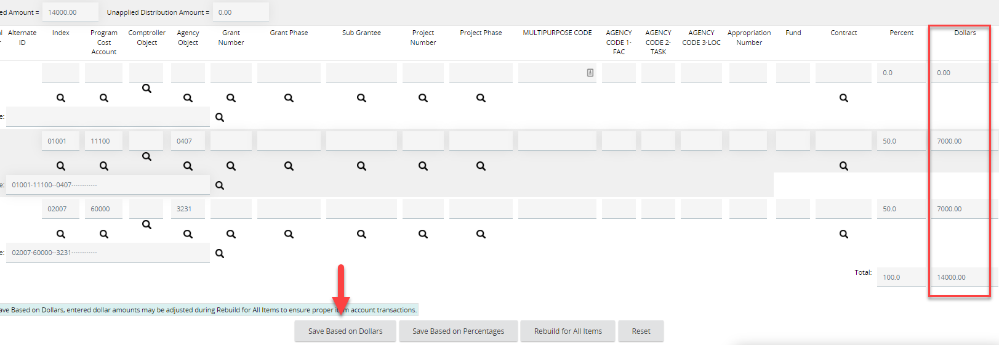 ed Amount = 14000.00 Unapplied Distribution Amount = 0.00
l Alternate Index Program Comptroller Agency Grant Grant Phase Sub Grantee Project Project Phase MULTIPURPOSE CODE AGENCY AGENCY AGENCY Appropriation Fund Contract Percent Dollars
r ID Cost Object Object Number Number CODE 1- CODE 2- CODE 3-LOC Number
Account FAC TASK
0.0 0.00
e:
01001 11100 0407 50.0 7000.00
e: 01001-11100--0407-----------
02007 60000 3231 50.0 7000.00
e: 02007-60000--3231-----------
Total: 100.0 14000.00
ave Based on Dollars, entered dollar amounts may be adjusted during Rebuild for All Items to ensure proper item account transactions.
Save Based on Dollars Save Based on Percentages Rebuild for All Items Reset